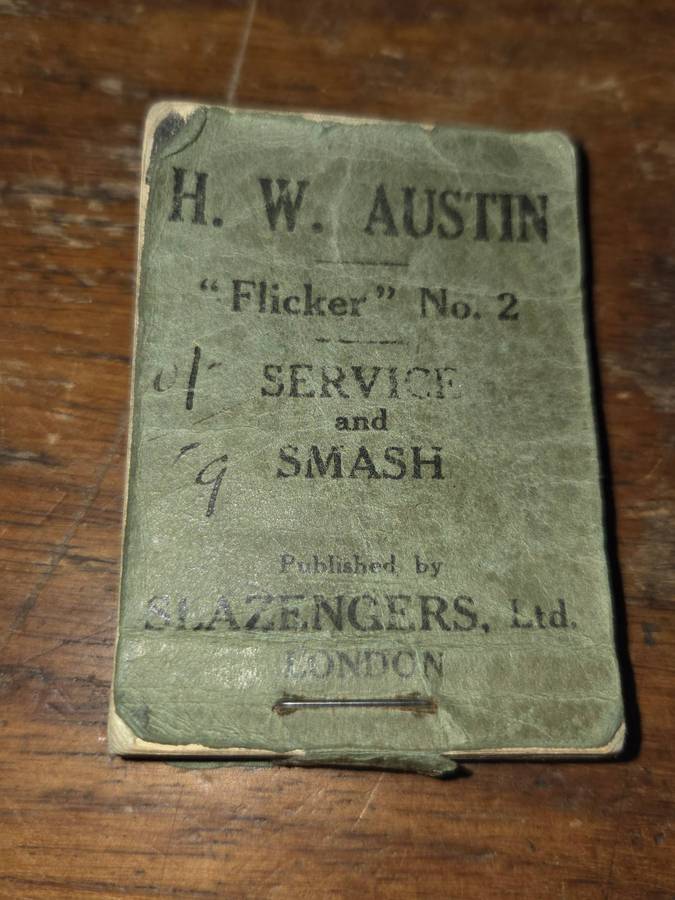 H. W. AUSTIN
"Flicker" No. 2
SERVICE
and
SMASH
Published by
SLAZENGERS, Ltd.
LONDON